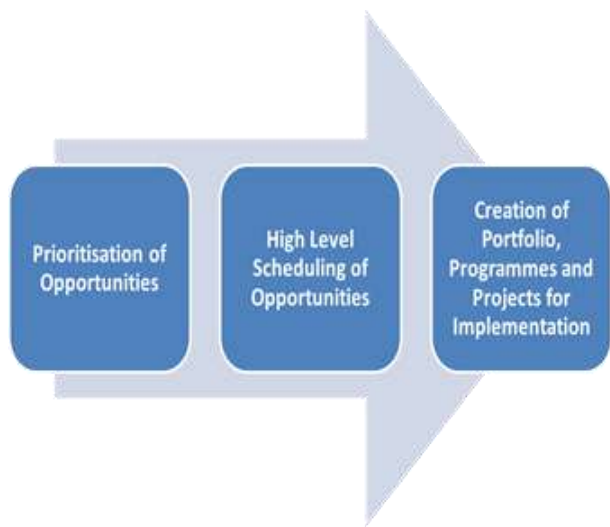 Prioritisation of
Opportunities
High Level
Scheduling of
Opportunities
Creation of
Portfolio,
Programmes and
Projects for
Implementation